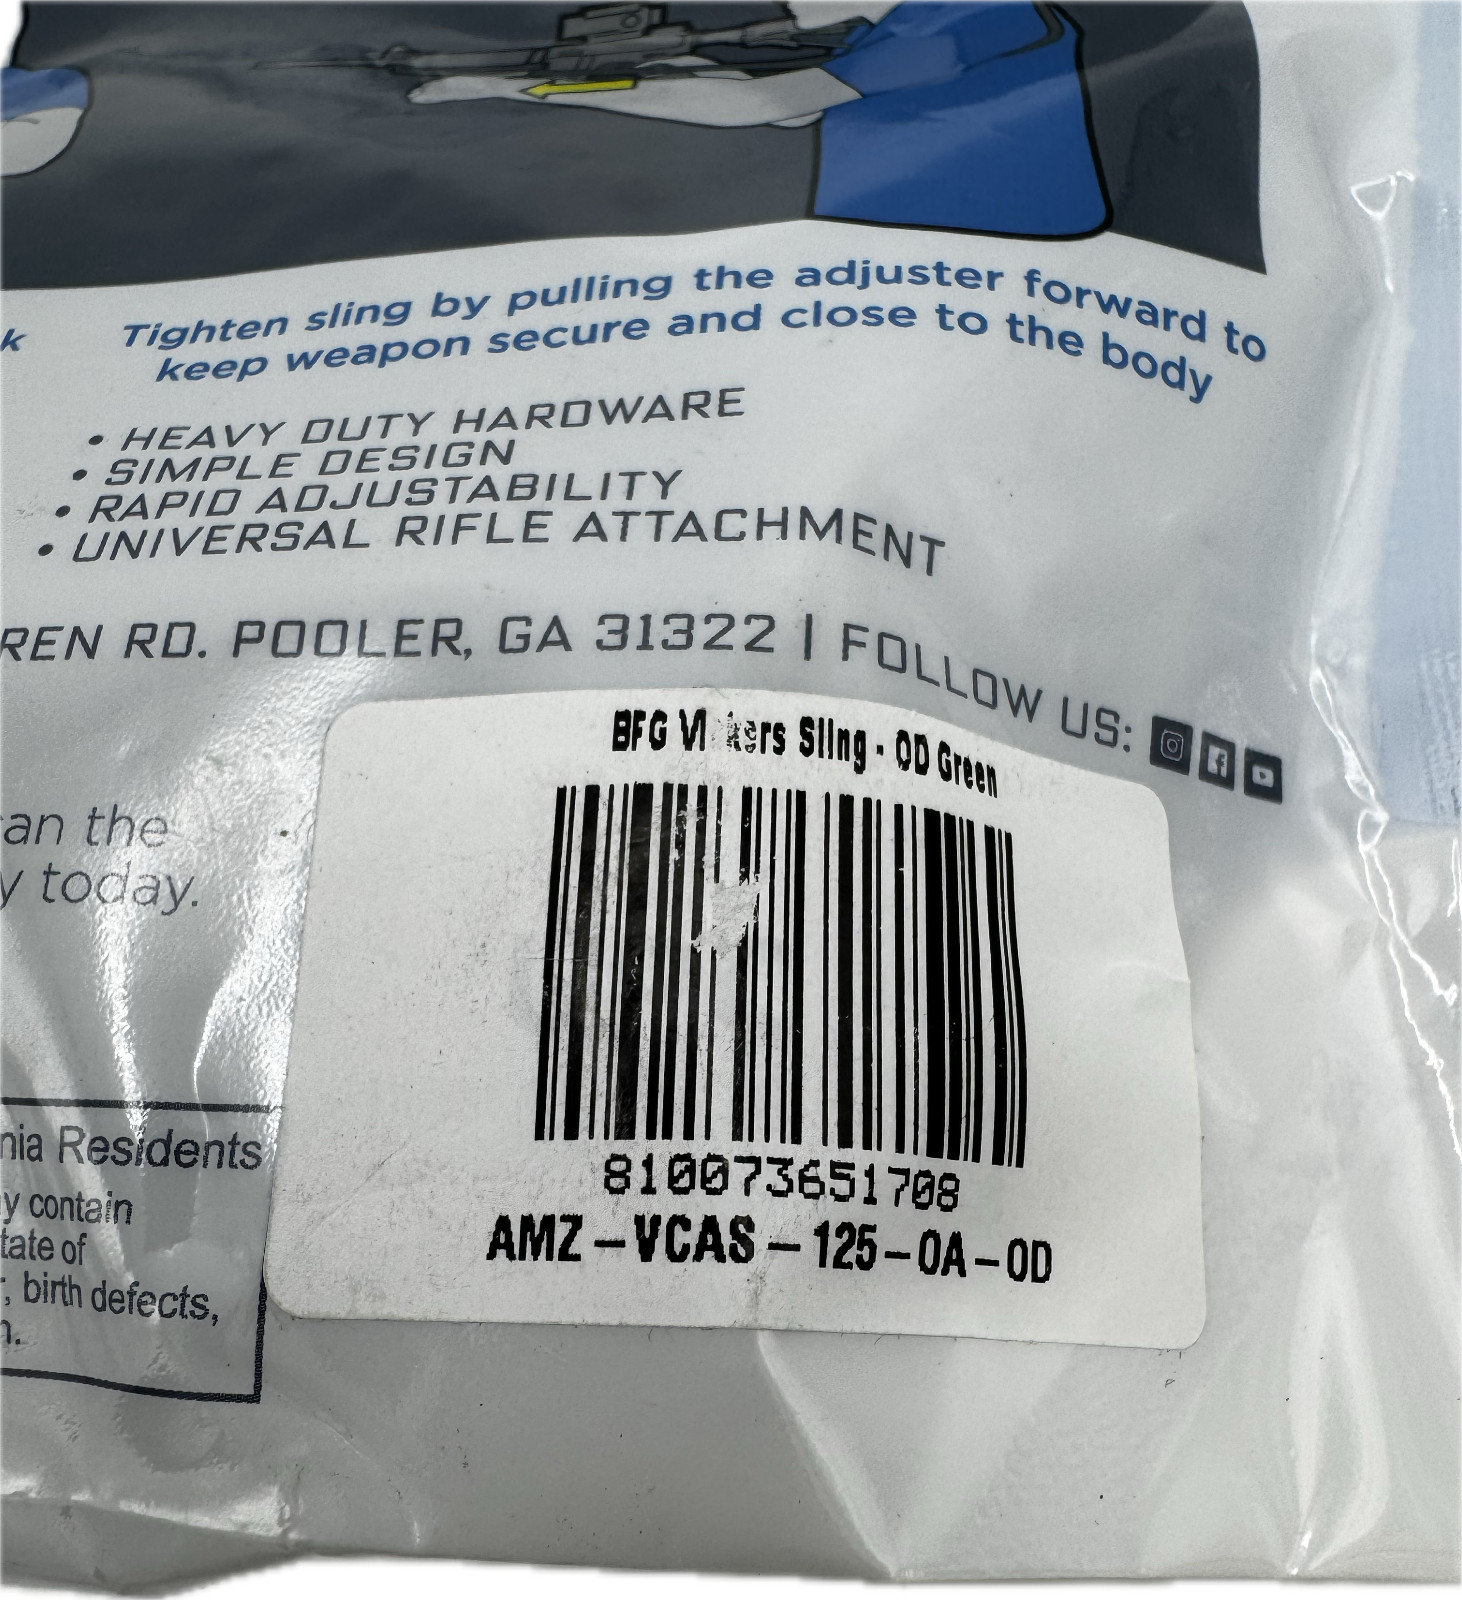 k
Tighten sling by pulling the adjuster forward to
keep weapon secure and close to the body
• HEAVY DUTY HARDWARE
• SIMPLE DESIGN
• RAPID ADJUSTABILITY
• UNIVERSAL RIFLE ATTACHMENT
REN RD. POOLER, GA 31322 | FOLLOW US:
an the
y today.
BFG Vi kers Sling - OD Green
810073651708
AMZ-VCAS-125-OA-OD
nia Residents
y contain
tate of
, birth defects,